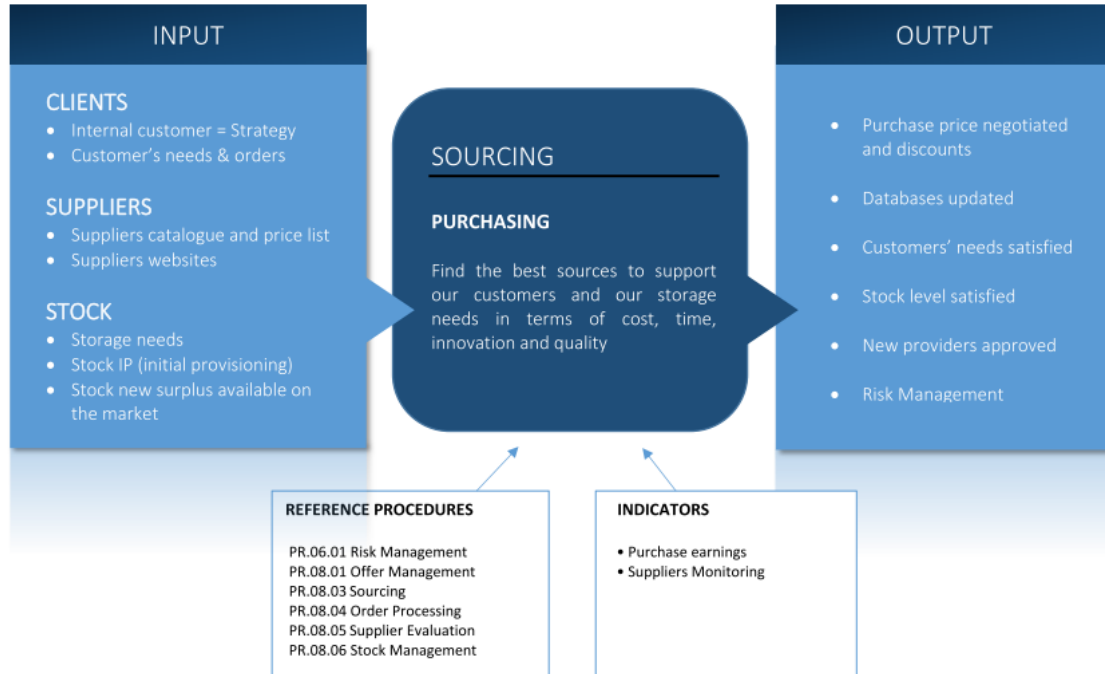 INPUT
CLIENTS
• Internal customer = Strategy
• Customer's needs & orders
SUPPLIERS
• Suppliers catalogue and price list
• Suppliers websites
STOCK
• Storage needs
• Stock IP (initial provisioning)
• Stock new surplus available on
the market
SOURCING
PURCHASING
Find the best sources to support
our customers and our storage
needs in terms of cost, time,
innovation and quality
OUTPUT
• Purchase price negotiated
and discounts
• Databases updated
• Customers' needs satisfied
• Stock level satisfied
• New providers approved
• Risk Management
REFERENCE PROCEDURES
PR.06.01 Risk Management
PR.08.01 Offer Management
PR.08.03 Sourcing
PR.08.04 Order Processing
PR.08.05 Supplier Evaluation
PR.08.06 Stock Management
INDICATORS
• Purchase earnings
• Suppliers Monitoring